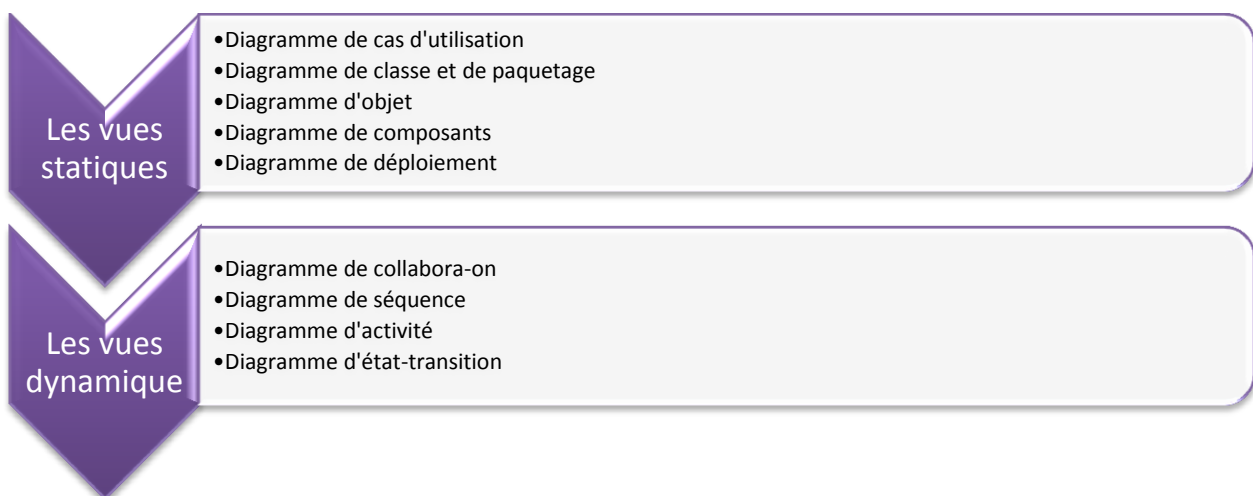 Les vues
statiques
•Diagramme de cas d'utilisation
•Diagramme de classe et de paquetage
•Diagramme d'objet
•Diagramme de composants
•Diagramme de déploiement
Les vues
dynamique
•Diagramme de collabora-on
•Diagramme de séquence
•Diagramme d'activité
•Diagramme d'état-transition